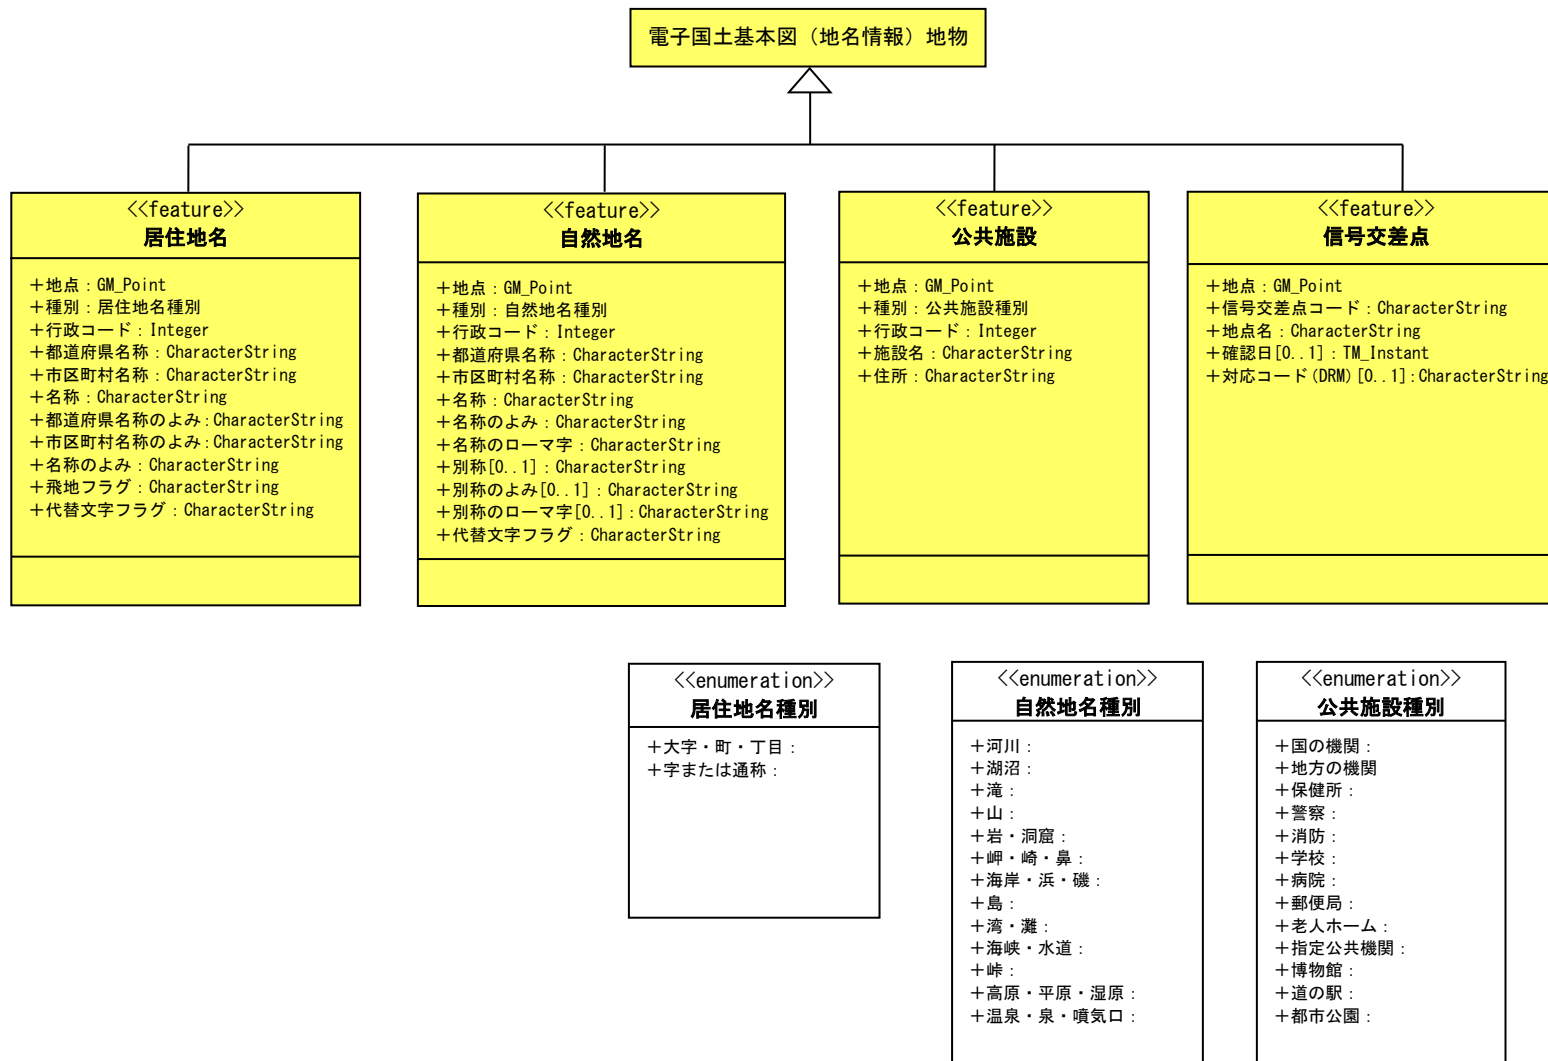 電子国土基本図（地名情報）地物
<<feature>>
居住地名
＋地点：GM_Point
＋種別：居住地名種別
＋行政コード：Integer
＋都道府県名称：CharacterString
＋市区町村名称：CharacterString
＋名称：CharacterString
＋都道府県名称のよみ：CharacterString
＋市区町村名称のよみ：CharacterString
＋名称のよみ：CharacterString
＋飛地フラグ：CharacterString
＋代替文字フラグ：CharacterString
<<feature>>
自然地名
＋地点：GM_Point
＋種別：自然地名種別
＋行政コード：Integer
＋都道府県名称：CharacterString
＋市区町村名称：CharacterString
＋名称：CharacterString
＋名称のよみ：CharacterString
＋名称のローマ字：CharacterString
＋別称[0..1]：CharacterString
＋別称のよみ[0..1]：CharacterString
＋別称のローマ字[0..1]：CharacterString
＋代替文字フラグ：CharacterString
<<feature>>
公共施設
＋地点：GM_Point
＋種別：公共施設種別
＋行政コード：Integer
＋施設名：CharacterString
＋住所：CharacterString
<<feature>>
信号交差点
＋地点：GM_Point
＋信号交差点コード：CharacterString
＋地点名：CharacterString
＋確認日[0..1]：TM_Instant
＋対応コード(DRM)[0..1]：CharacterString
<<enumeration>>
居住地名種別
＋大字・町・丁目：
＋字または通称：
<<enumeration>>
自然地名種別
＋河川：
＋湖沼：
＋滝：
＋山：
＋岩・洞窟：
＋岬・崎・鼻：
＋海岸・浜・磯：
＋島：
＋湾・灘：
＋海峡・水道：
＋峠：
＋高原・平原・湿原：
＋温泉・泉・噴気口：
<<enumeration>>
公共施設種別
＋国の機関：
＋地方の機関
＋保健所：
＋警察：
＋消防：
＋学校：
＋病院：
＋郵便局：
＋老人ホーム：
＋指定公共機関：
＋博物館：
＋道の駅：
＋都市公園：